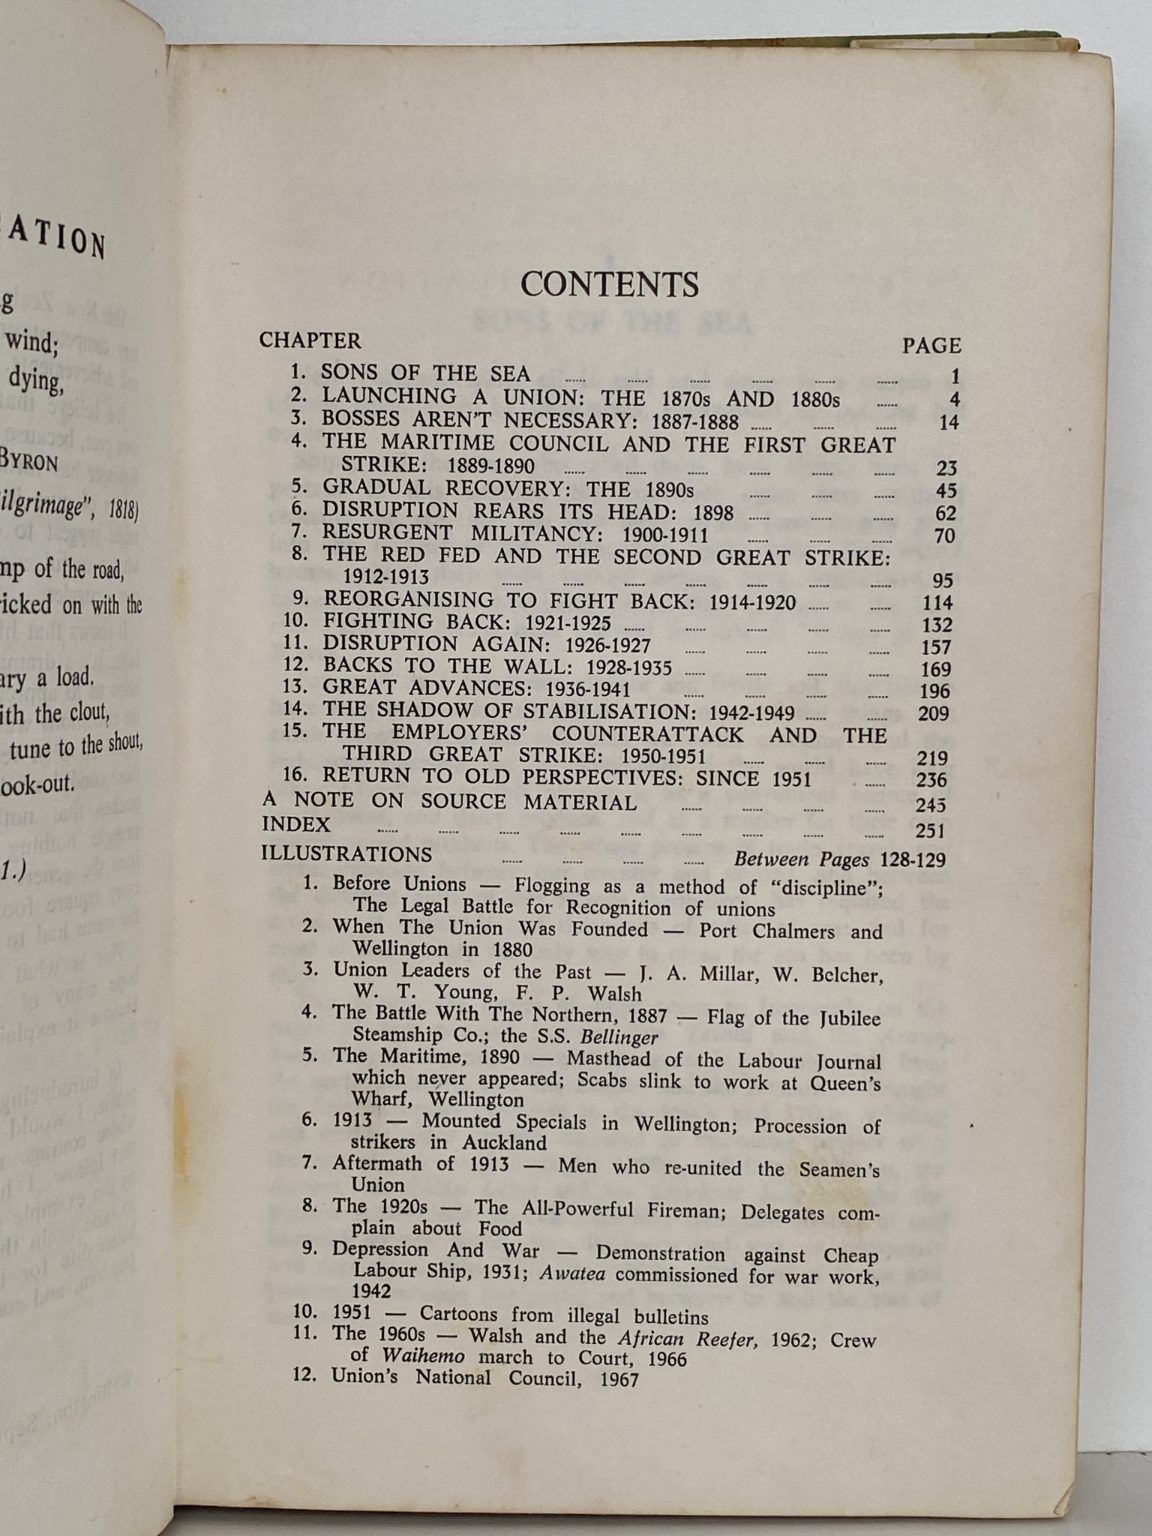 ATION
g
wind;
dying,
BYRON
ilgrimage", 1818)
mp of the road,
icked on with the
ary a load.
ith the clout,
tune to the shout,
ook-out.
1.)
CONTENTS
CHAPTER PAGE
1. SONS OF THE SEA ...... ...... ...... ...... ...... ...... 1
2. LAUNCHING A UNION: THE 1870s AND 1880s ...... 4
3. BOSSES AREN'T NECESSARY: 1887-1888 ...... ...... ...... 14
4. THE MARITIME COUNCIL AND THE FIRST GREAT
STRIKE: 1889-1890 ...... ...... ...... ...... ...... ...... 23
5. GRADUAL RECOVERY: THE 1890s ...... ...... ...... 45
6. DISRUPTION REARS ITS HEAD: 1898 ...... ...... ...... 62
7. RESURGENT MILITANCY: 1900-1911 ...... ...... ...... 70
8. THE RED FED AND THE SECOND GREAT STRIKE:
1912-1913 ...... ...... ...... ...... ...... ...... ...... 95
9. REORGANISING TO FIGHT BACK: 1914-1920 ...... ...... 114
10. FIGHTING BACK: 1921-1925 ...... ...... ...... ...... ...... 132
11. DISRUPTION AGAIN: 1926-1927 ...... ...... ...... ...... 157
12. BACKS TO THE WALL: 1928-1935 ...... ...... ...... ...... 169
13. GREAT ADVANCES: 1936-1941 ...... ...... ...... ...... 196
14. THE SHADOW OF STABILISATION: 1942-1949 ...... ...... 209
15. THE EMPLOYERS' COUNTERATTACK AND THE
THIRD GREAT STRIKE: 1950-1951 ...... ...... ...... 219
16. RETURN TO OLD PERSPECTIVES: SINCE 1951 ...... 236
A NOTE ON SOURCE MATERIAL ...... ...... ...... ...... 245
INDEX ...... ...... ...... ...... ...... ...... ...... ...... ...... 251
ILLUSTRATIONS ...... ...... ...... ...... Between Pages 128-129
1. Before Unions — Flogging as a method of "discipline";
The Legal Battle for Recognition of unions
2. When The Union Was Founded — Port Chalmers and
Wellington in 1880
3. Union Leaders of the Past — J. A. Millar, W. Belcher,
W. T. Young, F. P. Walsh
4. The Battle With The Northern, 1887 — Flag of the Jubilee
Steamship Co.; the S.S. Bellinger
5. The Maritime, 1890 — Masthead of the Labour Journal
which never appeared; Scabs slink to work at Queen's
Wharf, Wellington
6. 1913 — Mounted Specials in Wellington; Procession of
strikers in Auckland
7. Aftermath of 1913 — Men who re-united the Seamen's
Union
8. The 1920s — The All-Powerful Fireman; Delegates com-
plain about Food
9. Depression And War — Demonstration against Cheap
Labour Ship, 1931; Awatea commissioned for war work,
1942
10. 1951 — Cartoons from illegal bulletins
11. The 1960s — Walsh and the African Reefer, 1962; Crew
of Waihemo march to Court, 1966
12. Union's National Council, 1967